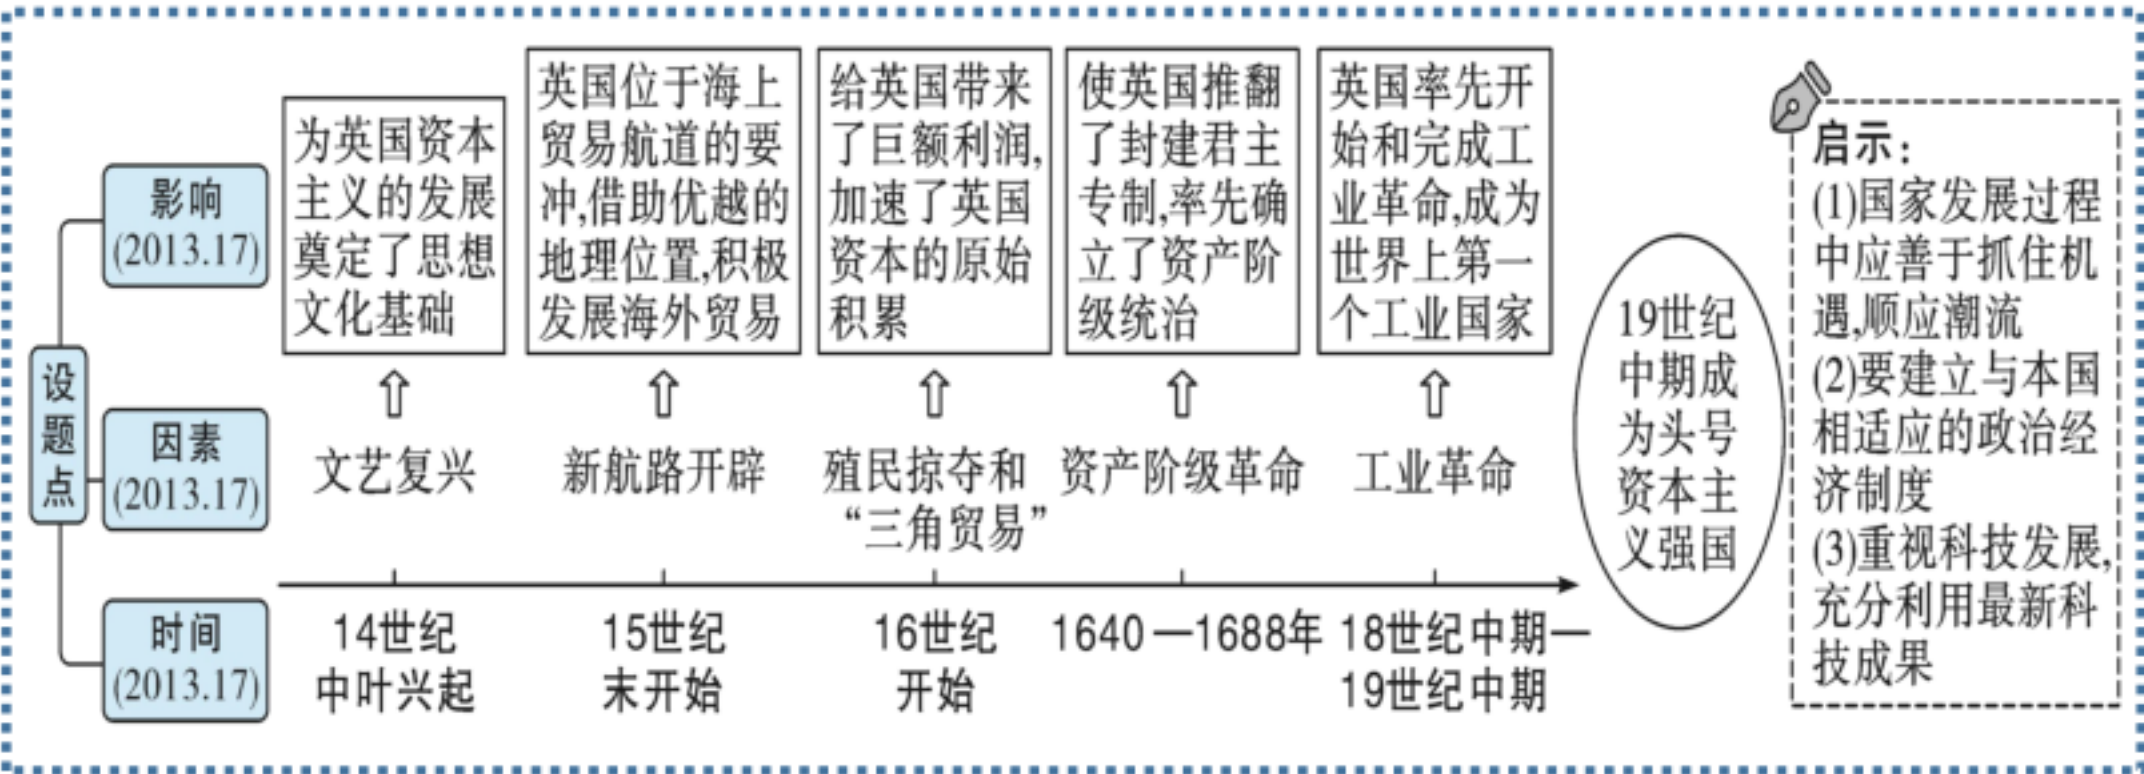 设
题
点
影响
(2013.17)
因素
(2013.17)
时间
(2013.17)
为英国资本
主义的发展
奠定了思想
文化基础
英国位于海上
贸易航道的要
冲,借助优越的
地理位置,积极
发展海外贸易
给英国带来
了巨额利润,
加速了英国
资本的原始
积累
使英国推翻
了封建君主
专制,率先确
立了资产阶
级统治
英国率先开
始和完成工
业革命,成为
世界上第一
个工业国家
文艺复兴
新航路开辟
殖民掠夺和
“三角贸易”
资产阶级革命
工业革命
14世纪
中叶兴起
15世纪
末开始
16世纪
开始
1640—1688年
18世纪中期—
19世纪中期
19世纪
中期成
为头号
资本主
义强国
启示：
(1)国家发展过程
中应善于抓住机
遇,顺应潮流
(2)要建立与本国
相适应的政治经
济制度
(3)重视科技发展,
充分利用最新科
技成果